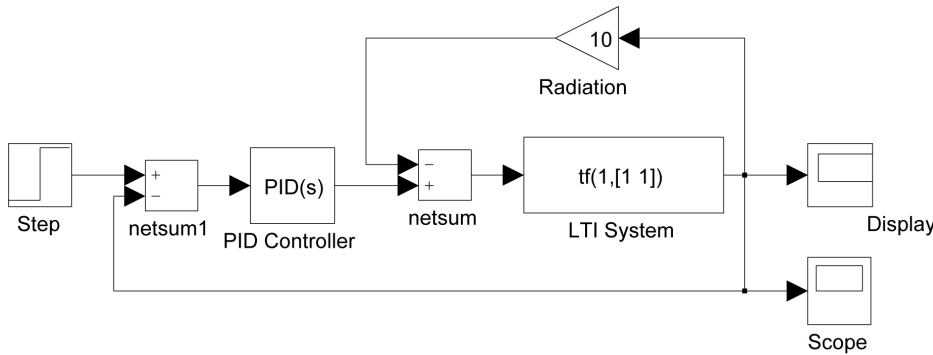 10
Radiation
Step
+
−
netsum1
PID(s)
PID Controller
−
+
netsum
tf(1,[1 1])
LTI System
Display
Scope